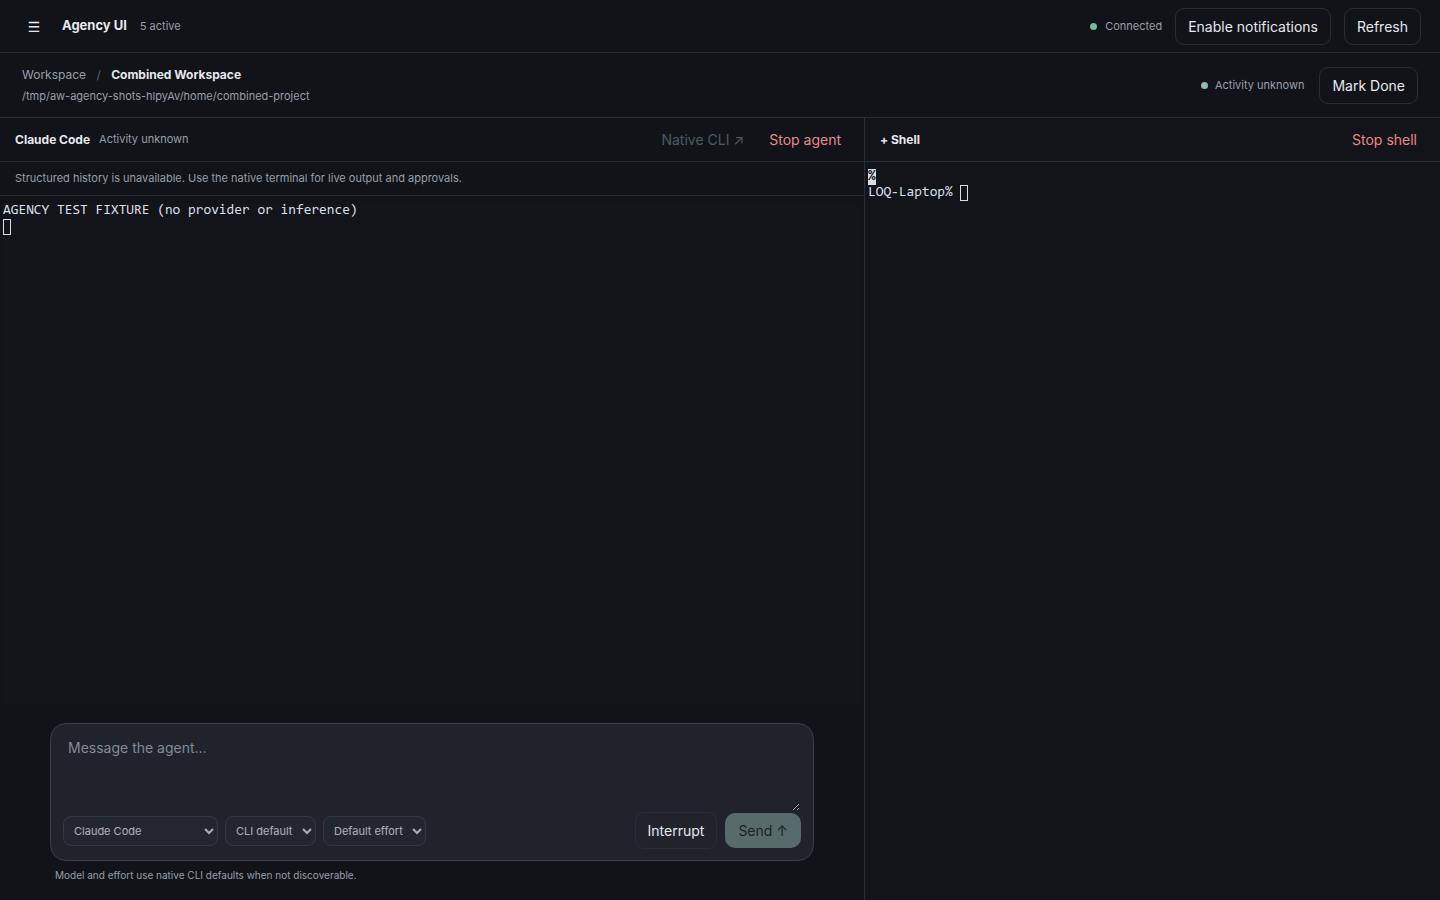 ☰ Agency UI 5 active
Connected Enable notifications Refresh
Workspace / Combined Workspace
/tmp/aw-agency-shots-hlpyAv/home/combined-project
Activity unknown Mark Done
Claude Code Activity unknown Native CLI ↗ Stop agent
Structured history is unavailable. Use the native terminal for live output and approvals.
AGENCY TEST FIXTURE (no provider or inference)
Message the agent...
Claude Code CLI default Default effort Interrupt Send ↑
Model and effort use native CLI defaults when not discoverable.
+ Shell Stop shell
%
LOQ-Laptop%